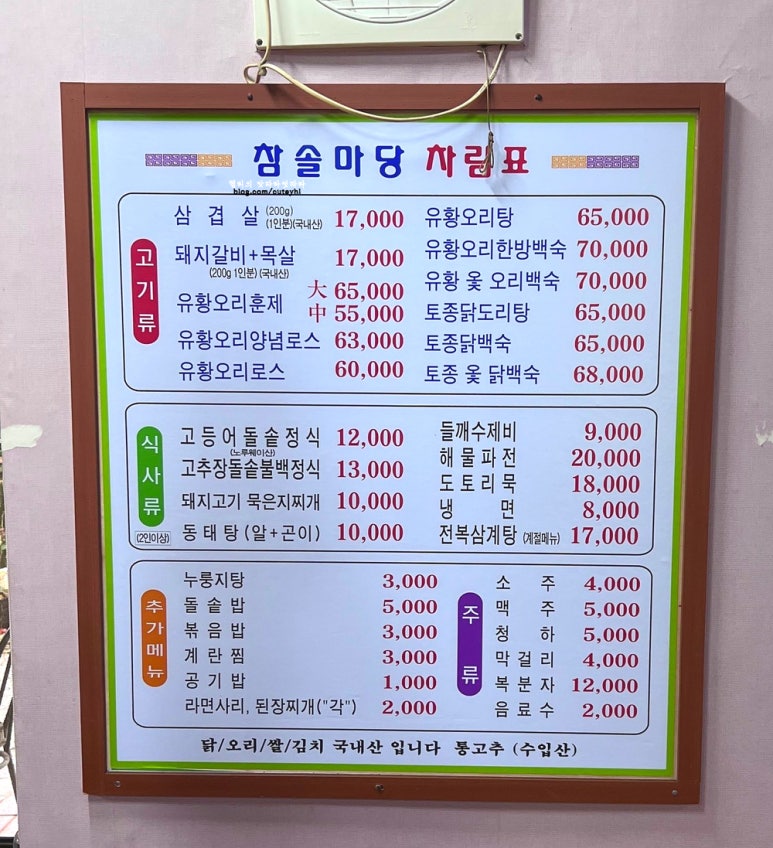 참솔마당 차림표
blog.com/cuteyhl
고기류
삼겹살 (200g) (1인분)(국내산) 17,000
돼지갈비+목살 17,000
(200g 1인분)(국내산)
유황오리훈제 大 65,000
中 55,000
유황오리양념로스 63,000
유황오리로스 60,000
유황오리탕 65,000
유황오리한방백숙 70,000
유황 옻 오리백숙 70,000
토종닭도리탕 65,000
토종닭백숙 65,000
토종 옻 닭백숙 68,000
식사류
(2인이상)
고등어돌솥정식 12,000
(노루웨이산)
고추장돌솥불백정식 13,000
돼지고기 묵은지찌개 10,000
동태탕(알+곤이) 10,000
들깨수제비 9,000
해물파전 20,000
도토리묵 18,000
냉면 8,000
전복삼계탕 (계절메뉴) 17,000
추가메뉴
누룽지탕 3,000
돌솥밥 5,000
볶음밥 3,000
계란찜 3,000
공기밥 1,000
라면사리, 된장찌개("각") 2,000
주류
소주 4,000
맥주 5,000
청하 5,000
막걸리 4,000
복분자 12,000
음료수 2,000
닭/오리/쌀/김치 국내산 입니다 통고추 (수입산)